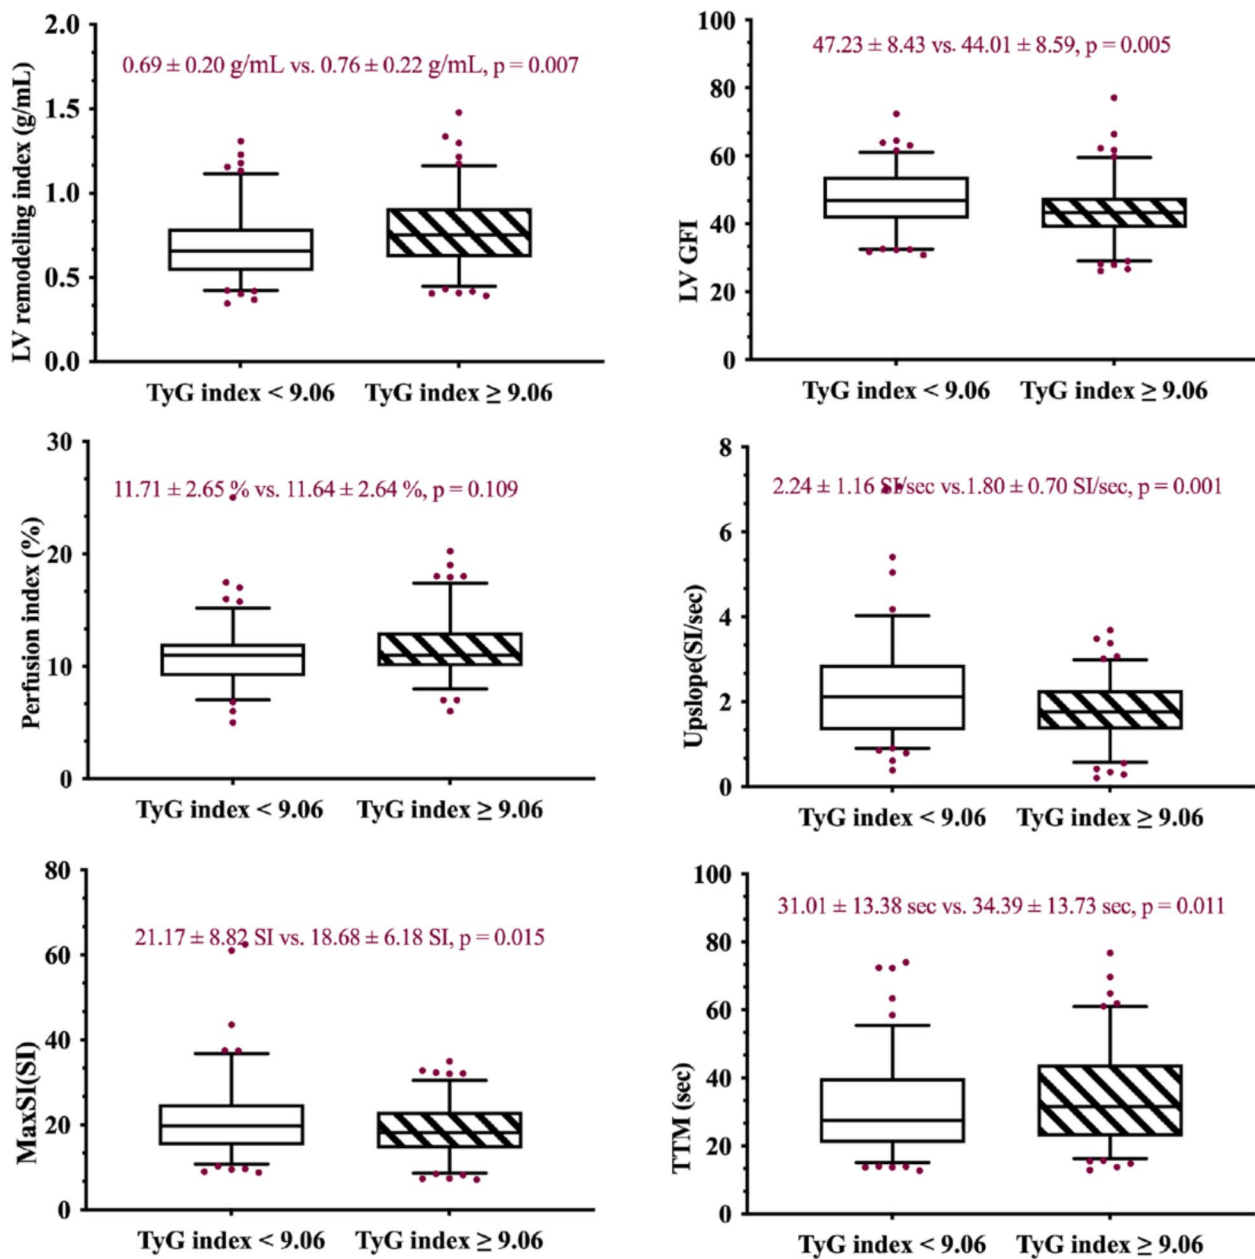 LV remodeling index (g/mL)
2.0
1.5
1.0
0.5
0.0
0.69 ± 0.20 g/mL vs. 0.76 ± 0.22 g/mL, p = 0.007
TyG index < 9.06
TyG index ≥ 9.06
LV GFI
100
80
60
40
20
0
47.23 ± 8.43 vs. 44.01 ± 8.59, p = 0.005
TyG index < 9.06
TyG index ≥ 9.06
Perfusion index (%)
30
20
10
0
11.71 ± 2.65 % vs. 11.64 ± 2.64 %, p = 0.109
TyG index < 9.06
TyG index ≥ 9.06
Upslope(SI/sec)
8
6
4
2
0
2.24 ± 1.16 SI/sec vs.1.80 ± 0.70 SI/sec, p = 0.001
TyG index < 9.06
TyG index ≥ 9.06
MaxSI(SI)
80
60
40
20
0
21.17 ± 8.82 SI vs. 18.68 ± 6.18 SI, p = 0.015
TyG index < 9.06
TyG index ≥ 9.06
TTM (sec)
100
80
60
40
20
0
31.01 ± 13.38 sec vs. 34.39 ± 13.73 sec, p = 0.011
TyG index < 9.06
TyG index ≥ 9.06